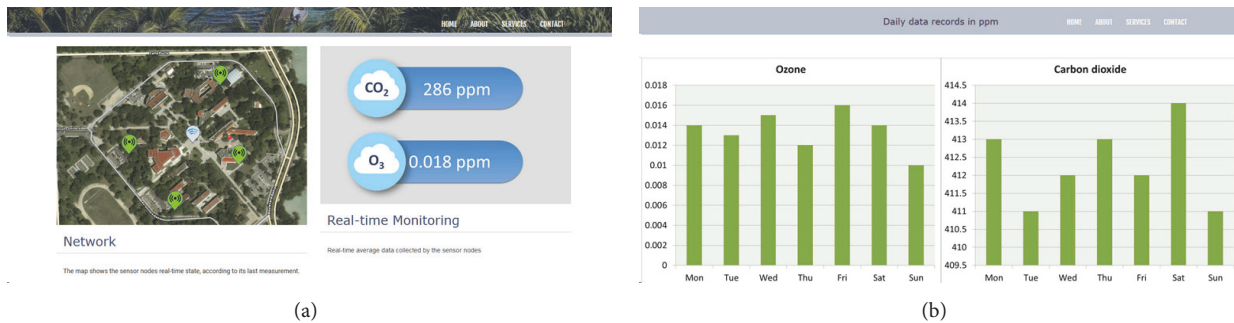 HOME ABOUT SERVICES CONTACT
CO2 286 ppm
O3 0.018 ppm
Network
The map shows the sensor nodes real-time state, according to its last measurement.
Real-time Monitoring
Real-time average data collected by the sensor nodes
(a)
Daily data records in ppm HOME ABOUT SERVICES CONTACT
Ozone
0.018
0.016
0.014
0.012
0.01
0.008
0.006
0.004
0.002
0
Mon Tue Wed Thu Fri Sat Sun
Carbon dioxide
414.5
414
413.5
413
412.5
412
411.5
411
410.5
410
409.5
Mon Tue Wed Thu Fri Sat Sun
(b)